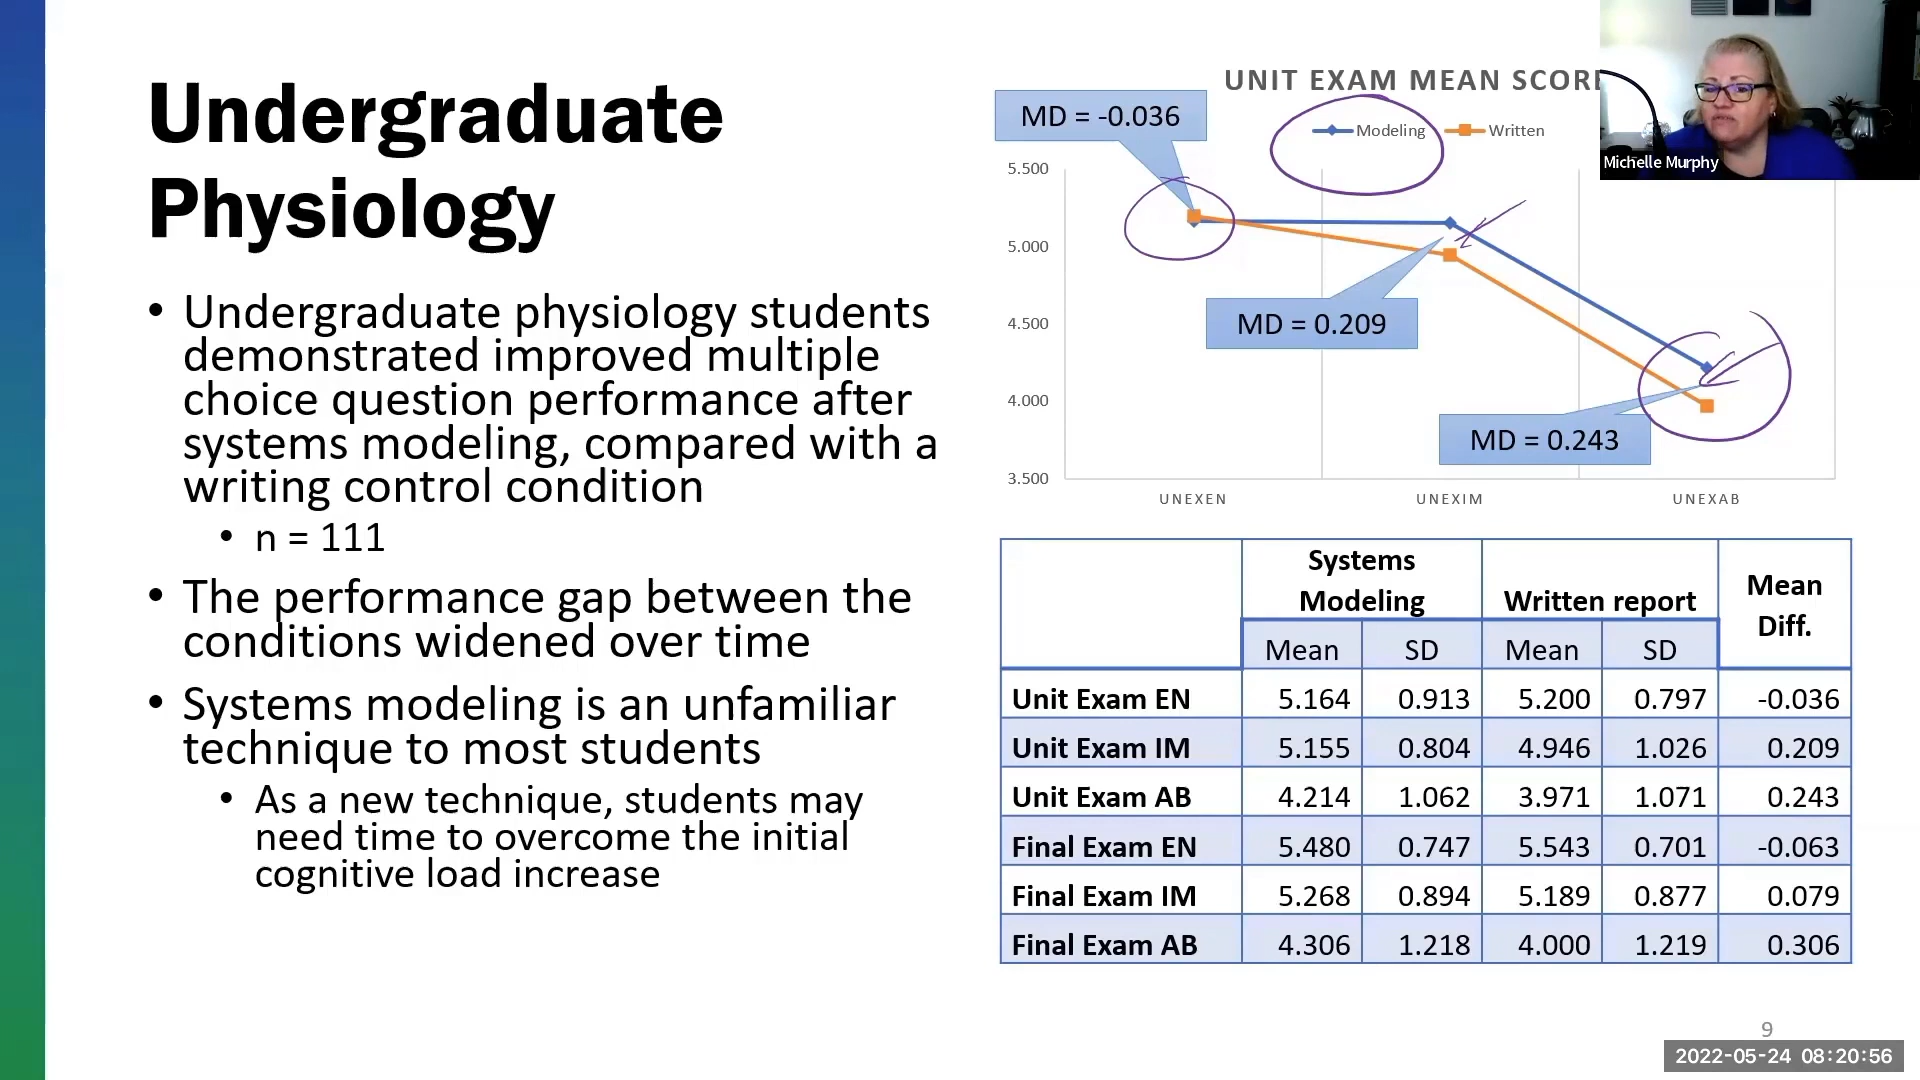 Undergraduate
Physiology
• Undergraduate physiology students
demonstrated improved multiple
choice question performance after
systems modeling, compared with a
writing control condition
• n = 111
• The performance gap between the
conditions widened over time
• Systems modeling is an unfamiliar
technique to most students
• As a new technique, students may
need time to overcome the initial
cognitive load increase
UNIT EXAM MEAN SCORE
Modeling Written
MD = -0.036
MD = 0.209
MD = 0.243
5.500
5.000
4.500
4.000
3.500
UNEXEN UNEXIM UNEXAB
Michelle Murphy
Systems Modeling Written report Mean Diff.
Mean SD Mean SD
Unit Exam EN 5.164 0.913 5.200 0.797 -0.036
Unit Exam IM 5.155 0.804 4.946 1.026 0.209
Unit Exam AB 4.214 1.062 3.971 1.071 0.243
Final Exam EN 5.480 0.747 5.543 0.701 -0.063
Final Exam IM 5.268 0.894 5.189 0.877 0.079
Final Exam AB 4.306 1.218 4.000 1.219 0.306
9
2022-05-24 08:20:56